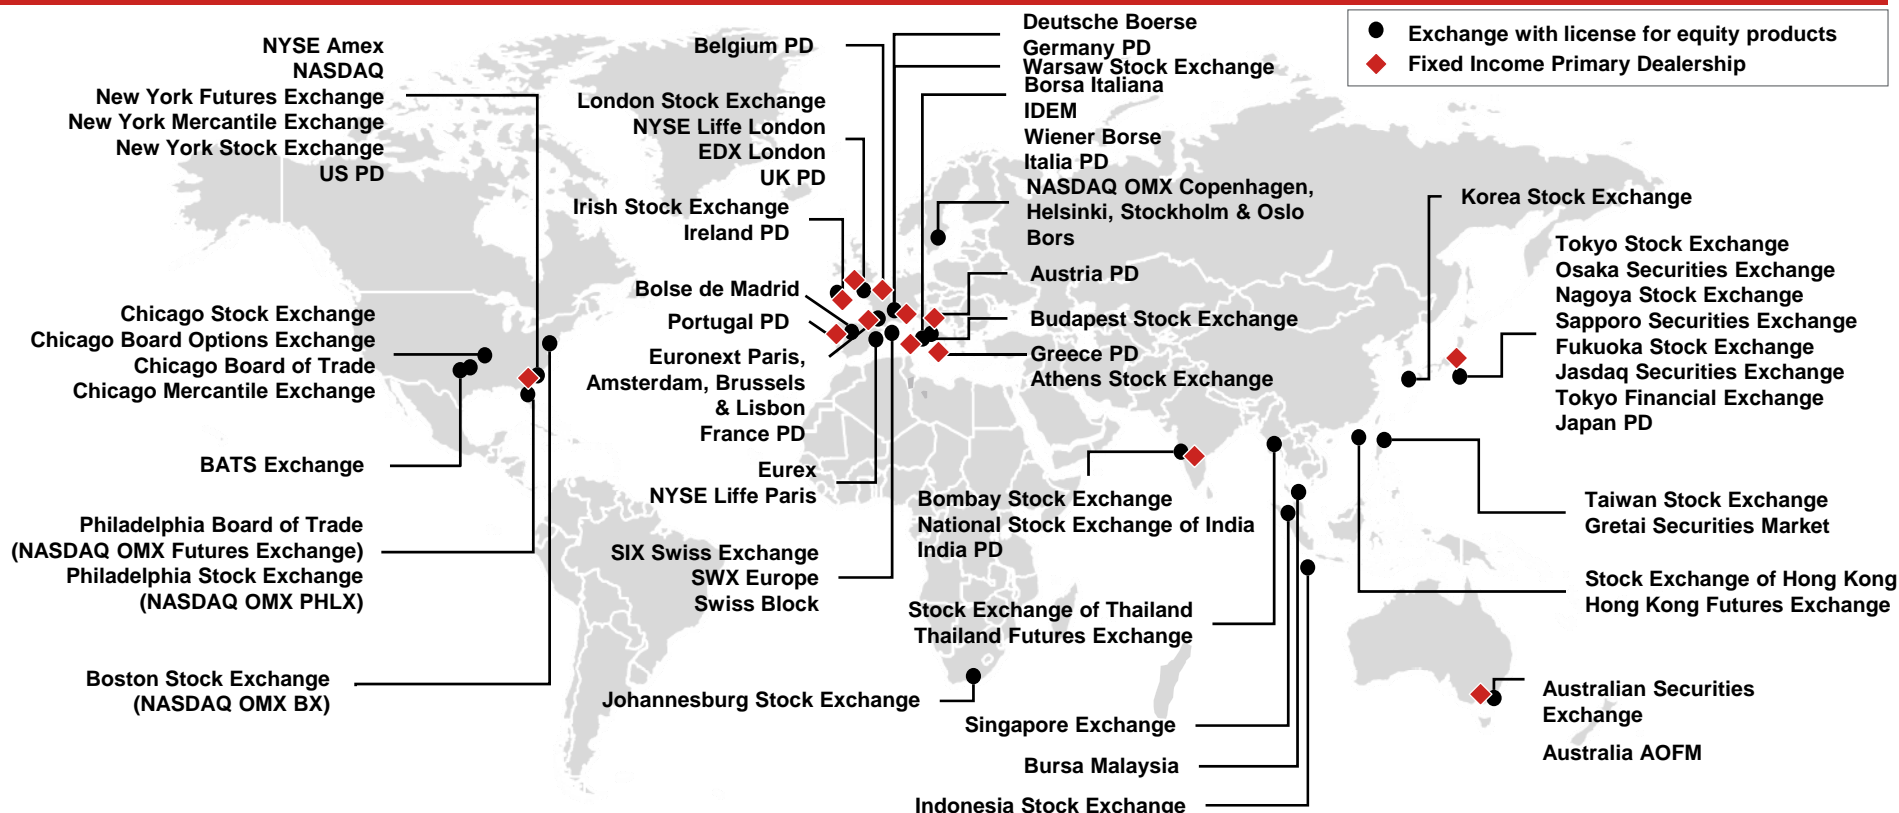 Exchange with license for equity products
Fixed Income Primary Dealership
NYSE Amex
NASDAQ
New York Futures Exchange
New York Mercantile Exchange
New York Stock Exchange
US PD
Chicago Stock Exchange
Chicago Board Options Exchange
Chicago Board of Trade
Chicago Mercantile Exchange
BATS Exchange
Philadelphia Board of Trade
(NASDAQ OMX Futures Exchange)
Philadelphia Stock Exchange
(NASDAQ OMX PHLX)
Boston Stock Exchange
(NASDAQ OMX BX)
Belgium PD
London Stock Exchange
NYSE Liffe London
EDX London
UK PD
Irish Stock Exchange
Ireland PD
Bolse de Madrid
Portugal PD
Euronext Paris,
Amsterdam, Brussels
& Lisbon
France PD
Eurex
NYSE Liffe Paris
SIX Swiss Exchange
SWX Europe
Swiss Block
Johannesburg Stock Exchange
Deutsche Boerse
Germany PD
Warsaw Stock Exchange
Borsa Italiana
IDEM
Wiener Borse
Italia PD
NASDAQ OMX Copenhagen,
Helsinki, Stockholm & Oslo
Bors
Austria PD
Budapest Stock Exchange
Greece PD
Athens Stock Exchange
Bombay Stock Exchange
National Stock Exchange of India
India PD
Stock Exchange of Thailand
Thailand Futures Exchange
Singapore Exchange
Bursa Malaysia
Indonesia Stock Exchange
Korea Stock Exchange
Tokyo Stock Exchange
Osaka Securities Exchange
Nagoya Stock Exchange
Sapporo Securities Exchange
Fukuoka Stock Exchange
Jasdaq Securities Exchange
Tokyo Financial Exchange
Japan PD
Taiwan Stock Exchange
Gretai Securities Market
Stock Exchange of Hong Kong
Hong Kong Futures Exchange
Australian Securities
Exchange
Australia AOFM